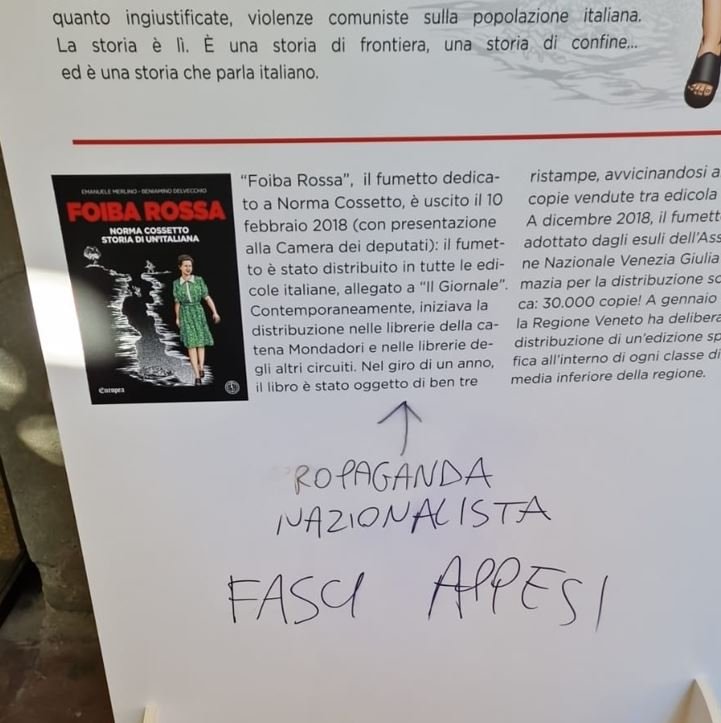 quanto ingiustificate, violenze comuniste sulla popolazione italiana.
La storia è lì. È una storia di frontiera, una storia di confine...
ed è una storia che parla italiano.
EMANUELE MERLINO - BENIAMINO DELVECCHIO
FOIBA ROSSA
NORMA COSSETTO
STORIA DI UN'ITALIANA
Ferrogallico
"Foiba Rossa", il fumetto dedica-
to a Norma Cossetto, è uscito il 10
febbraio 2018 (con presentazione
alla Camera dei deputati): il fumet-
to è stato distribuito in tutte le edi-
cole italiane, allegato a "Il Giornale".
Contemporaneamente, iniziava la
distribuzione nelle librerie della ca-
tena Mondadori e nelle librerie de-
gli altri circuiti. Nel giro di un anno,
il libro è stato oggetto di ben tre
ristampe, avvicinandosi a
copie vendute tra edicola
A dicembre 2018, il fumett
adottato dagli esuli dell'Ass
ne Nazionale Venezia Giulia
mazia per la distribuzione sc
ca: 30.000 copie! A gennaio
la Regione Veneto ha delibera
distribuzione di un'edizione sp
fica all'interno di ogni classe di
media inferiore della regione.
ROPAGANDA
NAZIONALISTA
FASCI APPESI